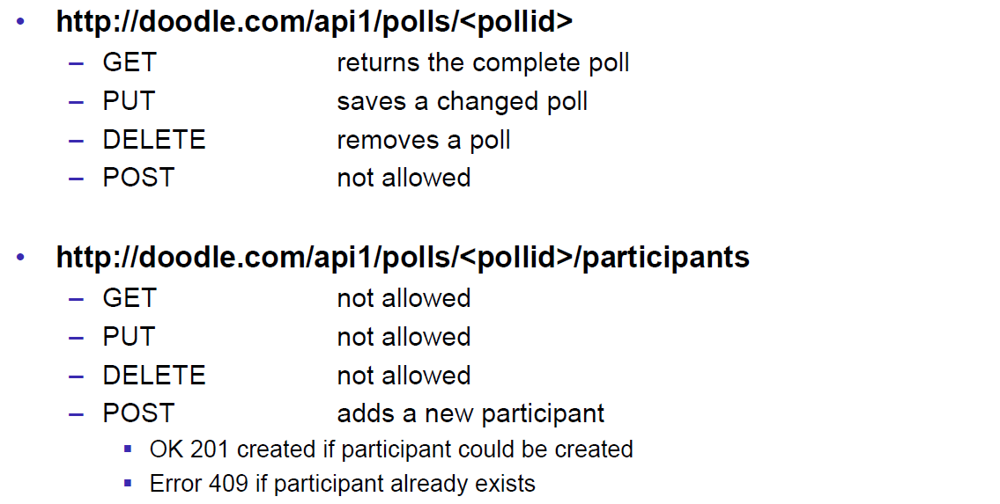 • http://doodle.com/api1/polls/<pollid>
– GET returns the complete poll
– PUT saves a changed poll
– DELETE removes a poll
– POST not allowed
• http://doodle.com/api1/polls/<pollid>/participants
– GET not allowed
– PUT not allowed
– DELETE not allowed
– POST adds a new participant
▪ OK 201 created if participant could be created
▪ Error 409 if participant already exists